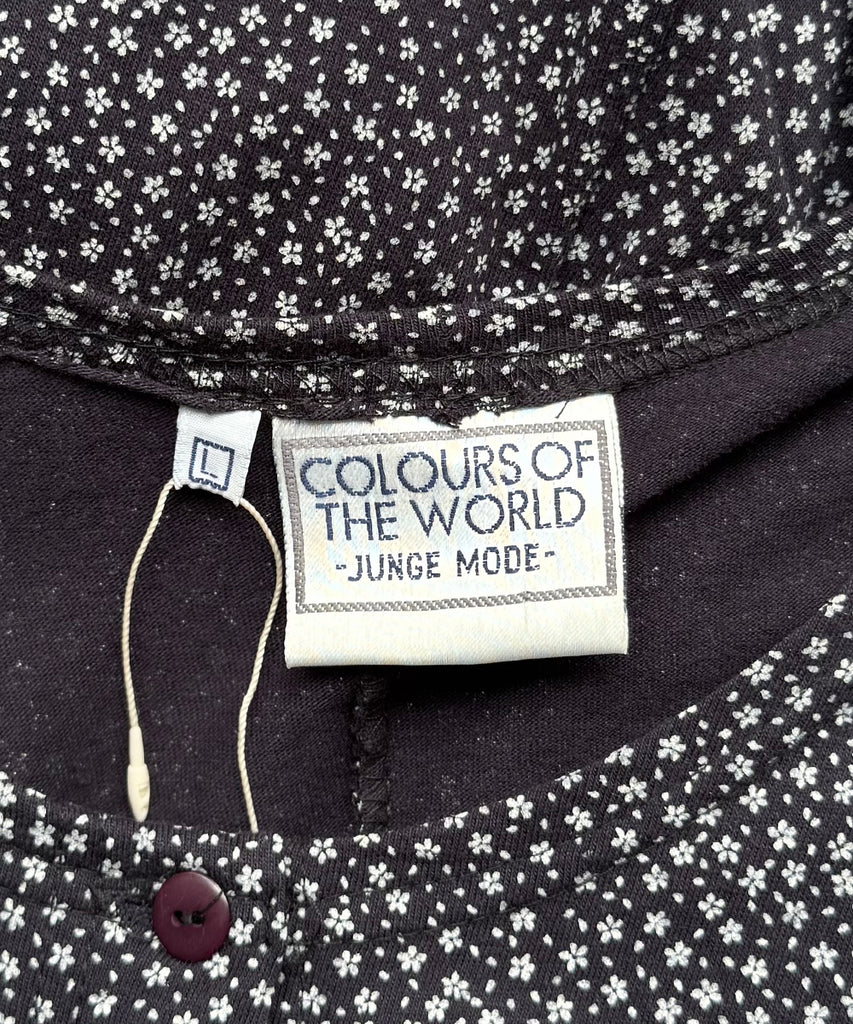 L
COLOURS OF
THE WORLD
-JUNGE MODE-